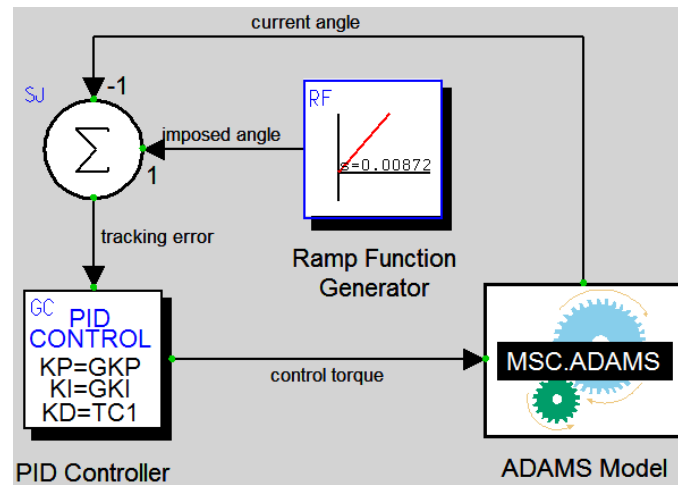 current angle
SJ
-1
RF
imposed angle
1
s=0.00872
tracking error
Ramp Function
Generator
GC
PID
CONTROL
KP=GKP
KI=GKI
KD=TC1
control torque
MSC.ADAMS
PID Controller
ADAMS Model